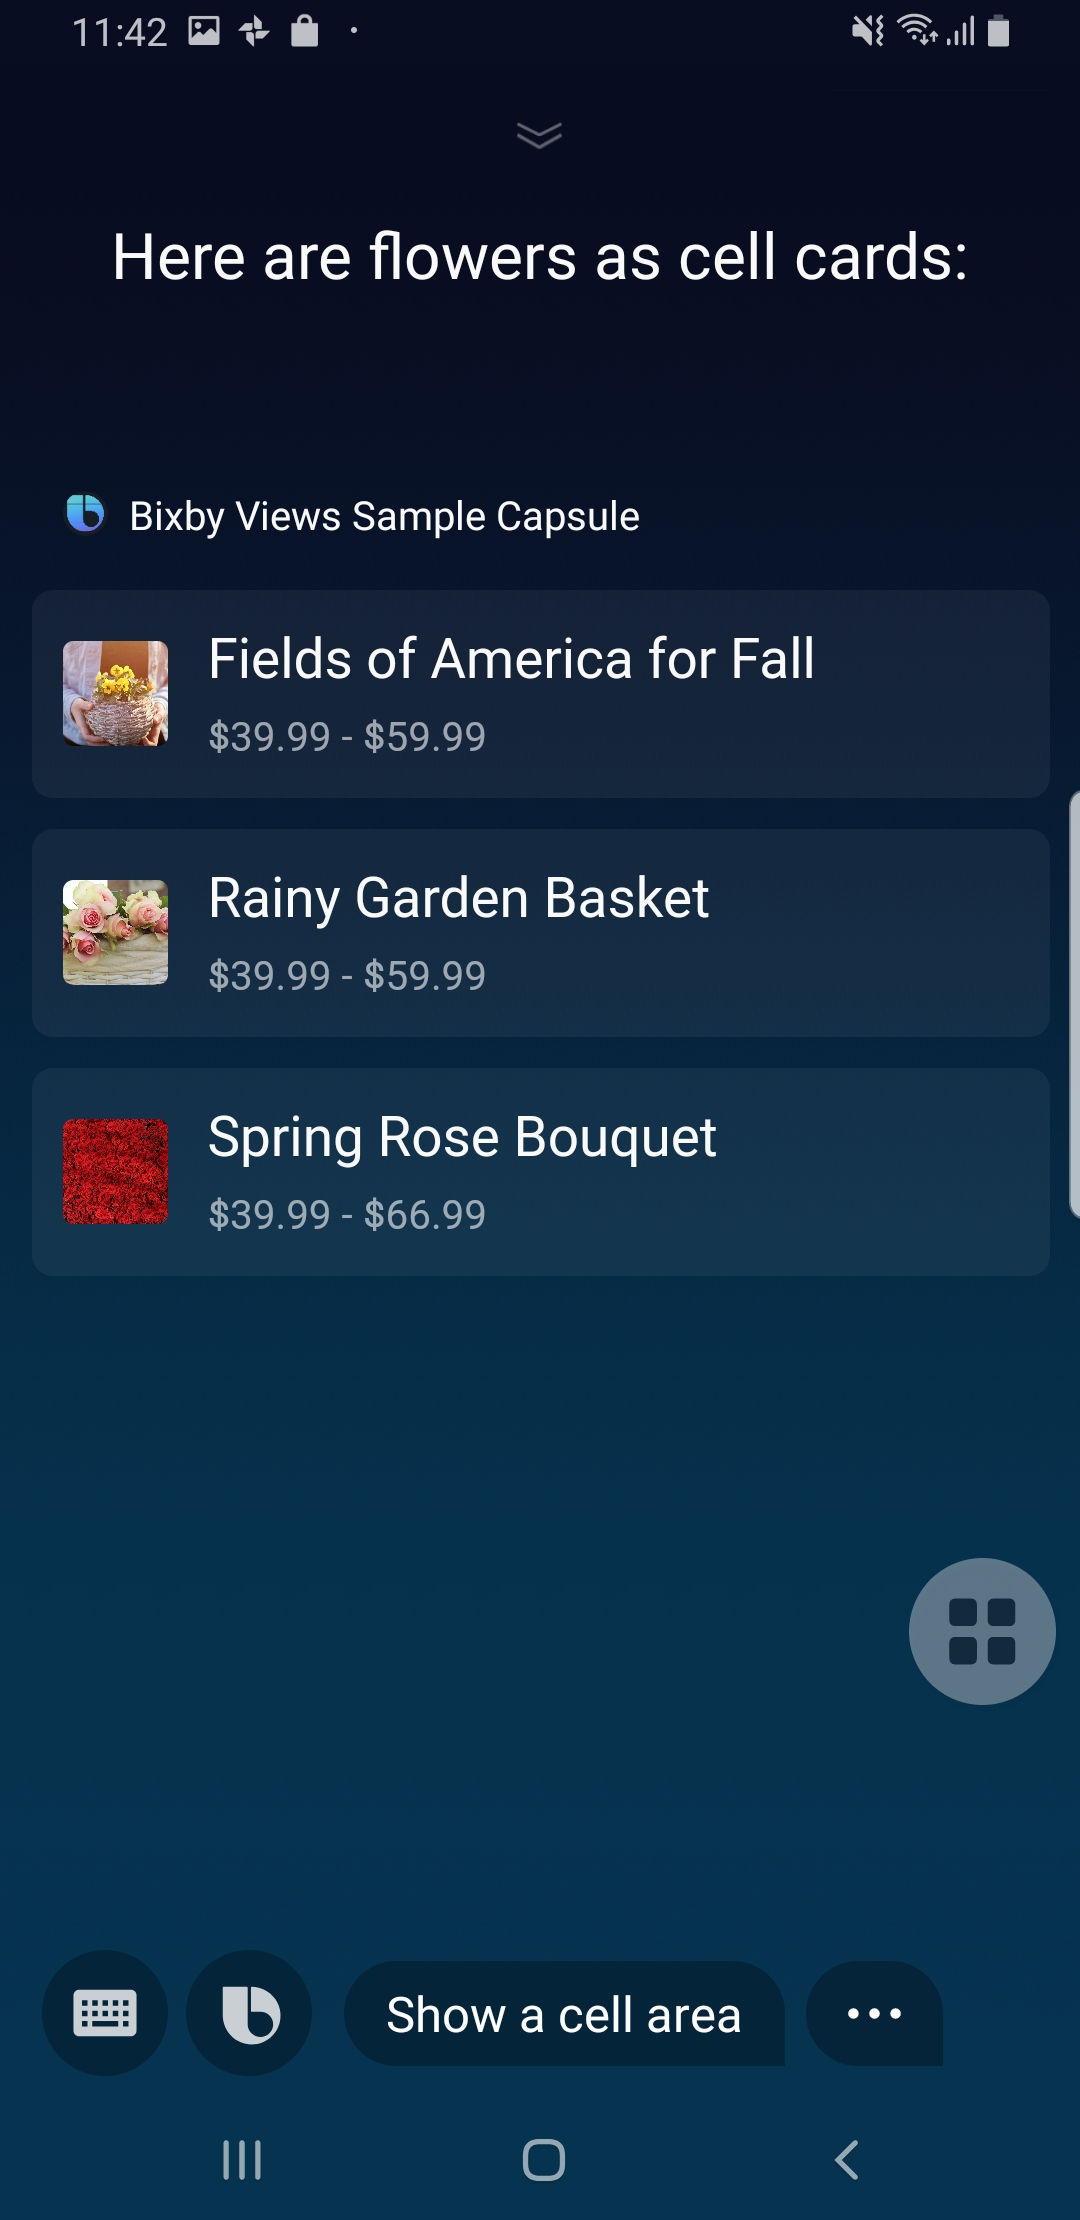 11:42
Here are flowers as cell cards:
Bixby Views Sample Capsule
Fields of America for Fall
$39.99 - $59.99
Rainy Garden Basket
$39.99 - $59.99
Spring Rose Bouquet
$39.99 - $66.99
Show a cell area